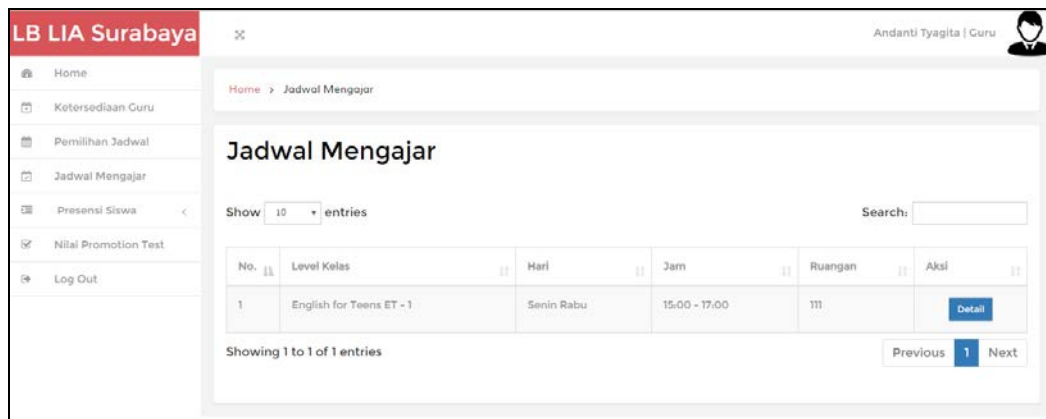 LB LIA Surabaya
Andanti Tyagita | Guru
Home
Ketersediaan Guru
Pemilihan Jadwal
Jadwal Mengajar
Presensi Siswa <
Nilai Promotion Test
Log Out
Home > Jadwal Mengajar
Jadwal Mengajar
Show 10 entries
Search:
No. Level Kelas Hari Jam Ruangan Aksi
1 English for Teens ET - 1 Senin Rabu 15:00 - 17:00 111 Detail
Showing 1 to 1 of 1 entries
Previous 1 Next